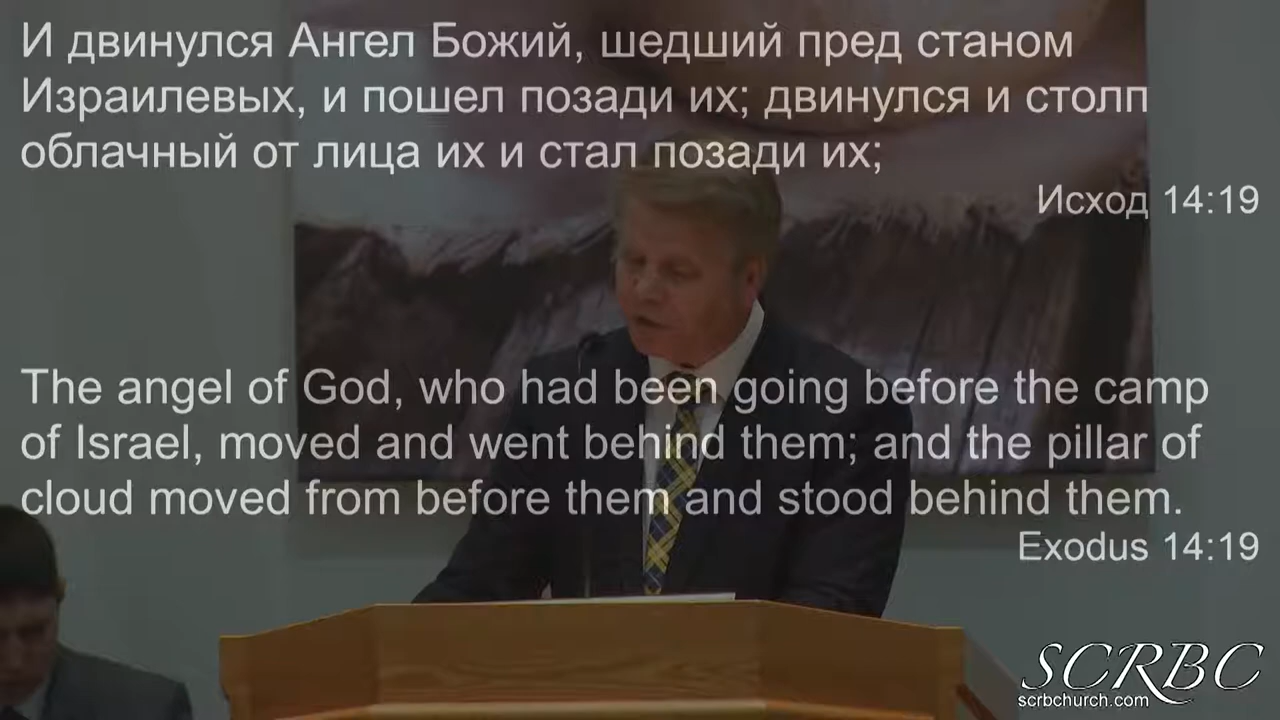 И двинулся Ангел Божий, шедший пред станом
Израилевых, и пошел позади их; двинулся и столп
облачный от лица их и стал позади их;
Исход 14:19
The angel of God, who had been going before the camp
of Israel, moved and went behind them; and the pillar of
cloud moved from before them and stood behind them.
Exodus 14:19
SCRBC
scrbchurch.com